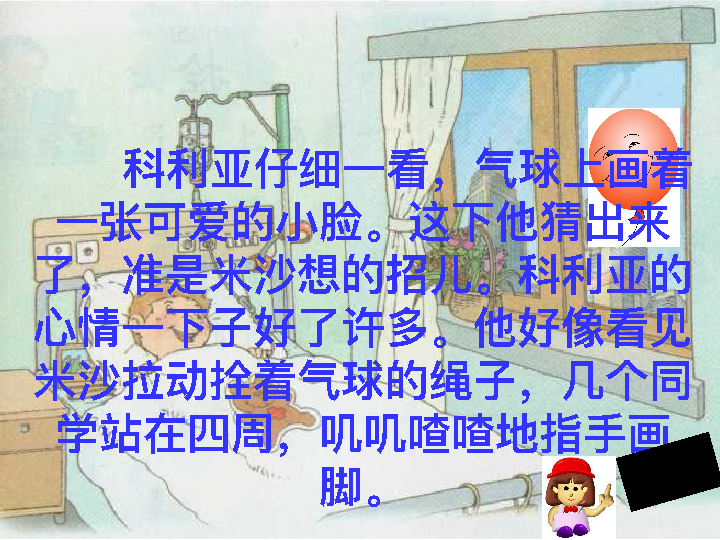 科利亚仔细一看，气球上画着
一张可爱的小脸。这下他猜出来
了，准是米沙想的招儿。科利亚的
心情一下子好了许多。他好像看见
米沙拉动拴着气球的绳子，几个同
学站在四周，叽叽喳喳地指手画
脚。